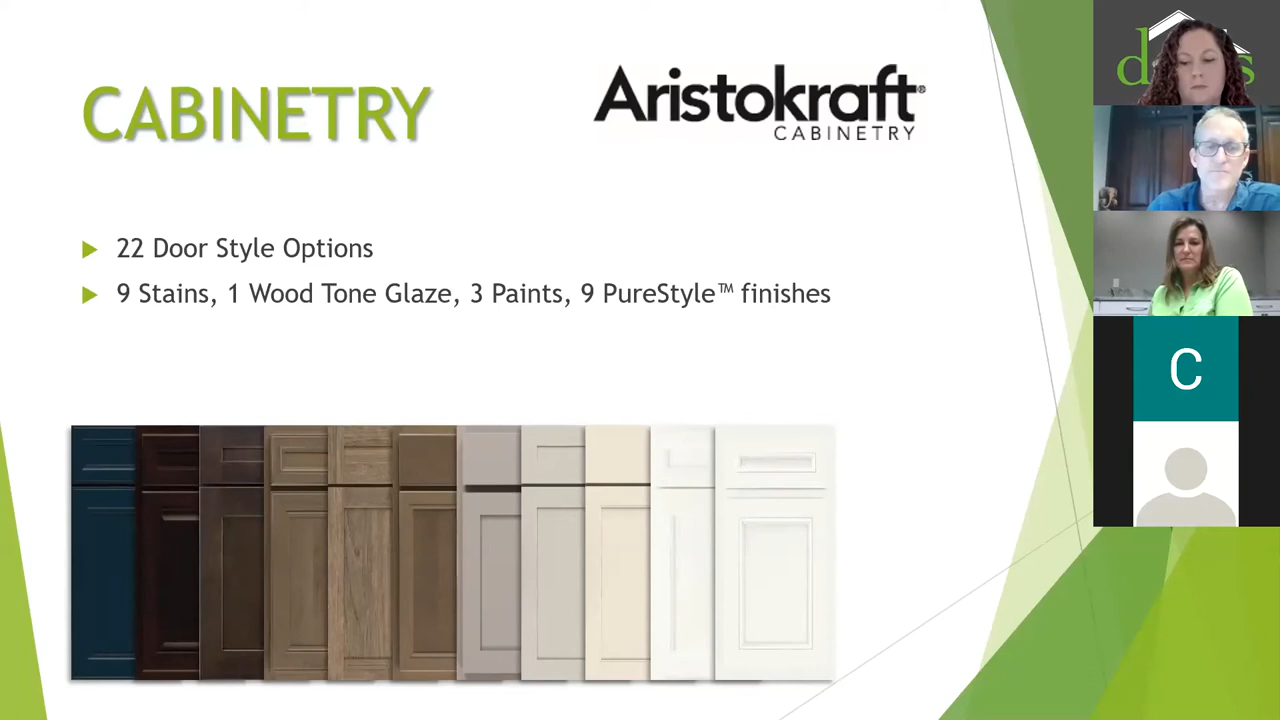 CABINETRY
Aristokraft®
CABINETRY
22 Door Style Options
9 Stains, 1 Wood Tone Glaze, 3 Paints, 9 PureStyle™ finishes
C